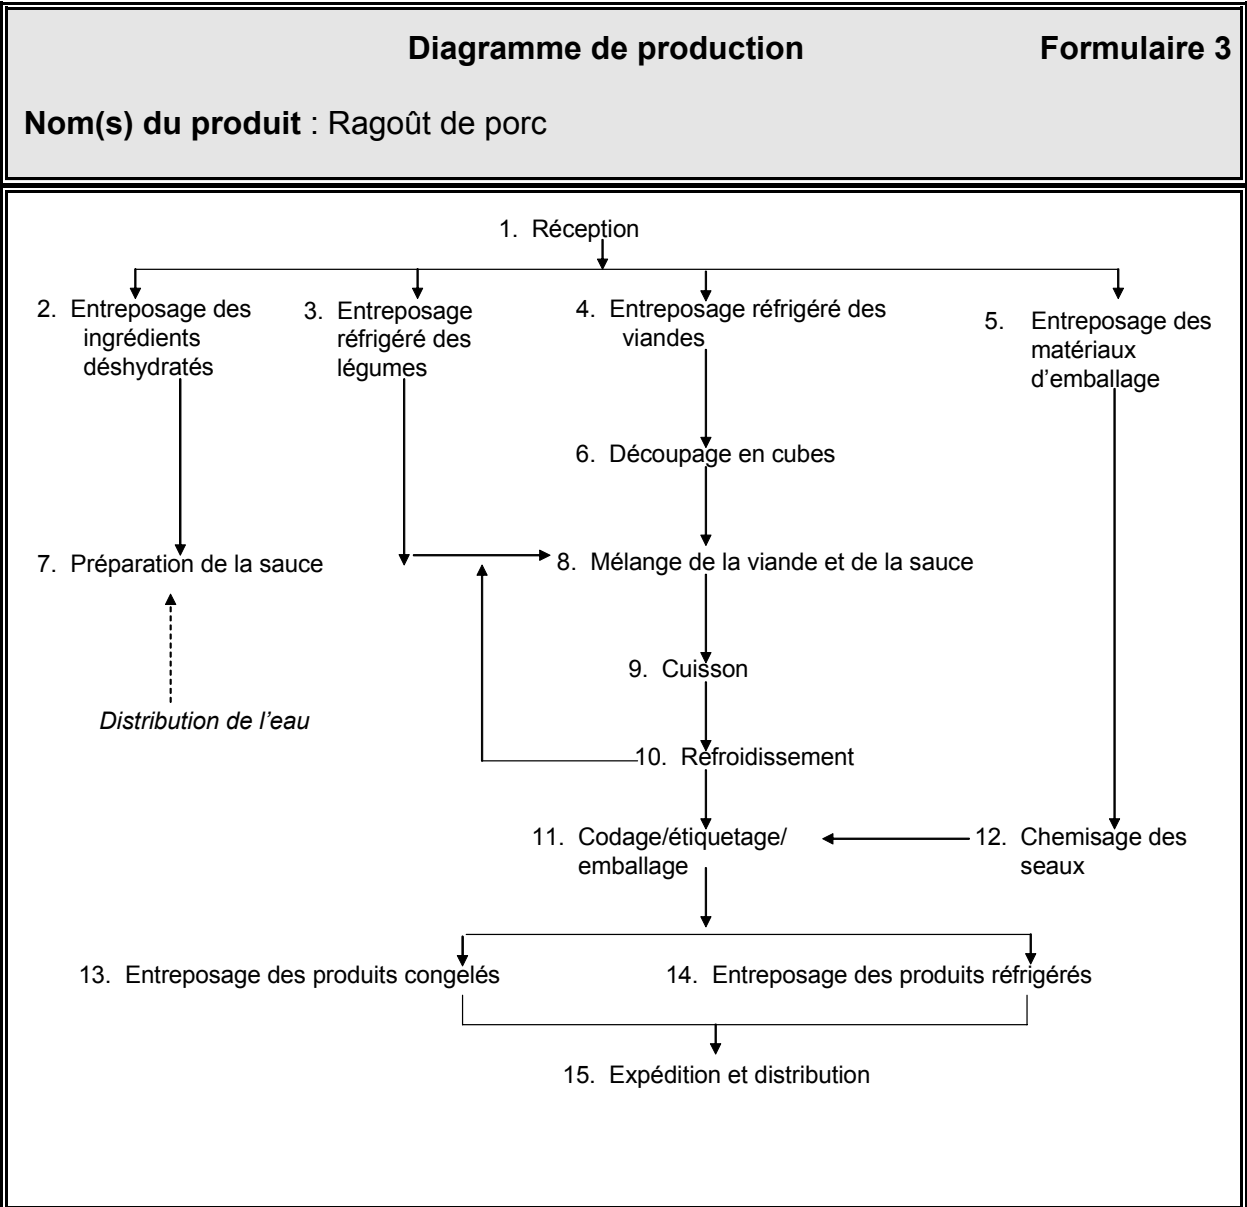 Diagramme de production Formulaire 3
Nom(s) du produit : Ragoût de porc
1. Réception
2. Entreposage des
ingrédients
déshydratés
3. Entreposage
réfrigéré des
légumes
4. Entreposage réfrigéré des
viandes
5. Entreposage des
matériaux
d'emballage
6. Découpage en cubes
7. Préparation de la sauce
8. Mélange de la viande et de la sauce
9. Cuisson
Distribution de l'eau
10. Refroidissement
11. Codage/étiquetage/
emballage
12. Chemisage des
seaux
13. Entreposage des produits congelés
14. Entreposage des produits réfrigérés
15. Expédition et distribution